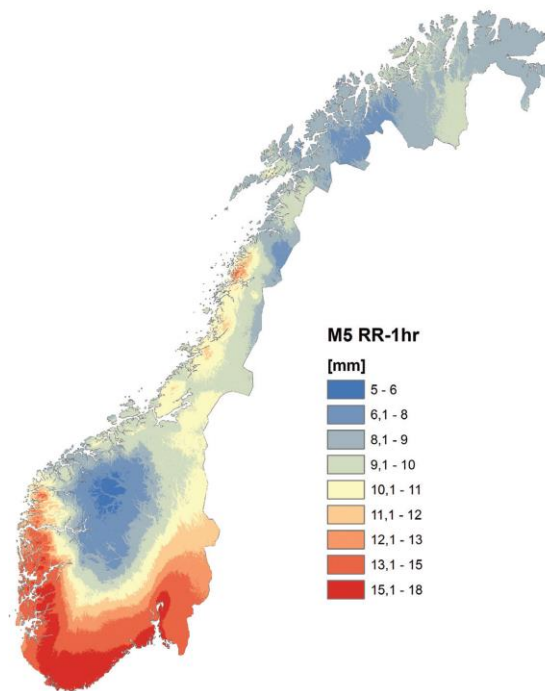 M5 RR-1hr
[mm]
5 - 6
6,1 - 8
8,1 - 9
9,1 - 10
10,1 - 11
11,1 - 12
12,1 - 13
13,1 - 15
15,1 - 18